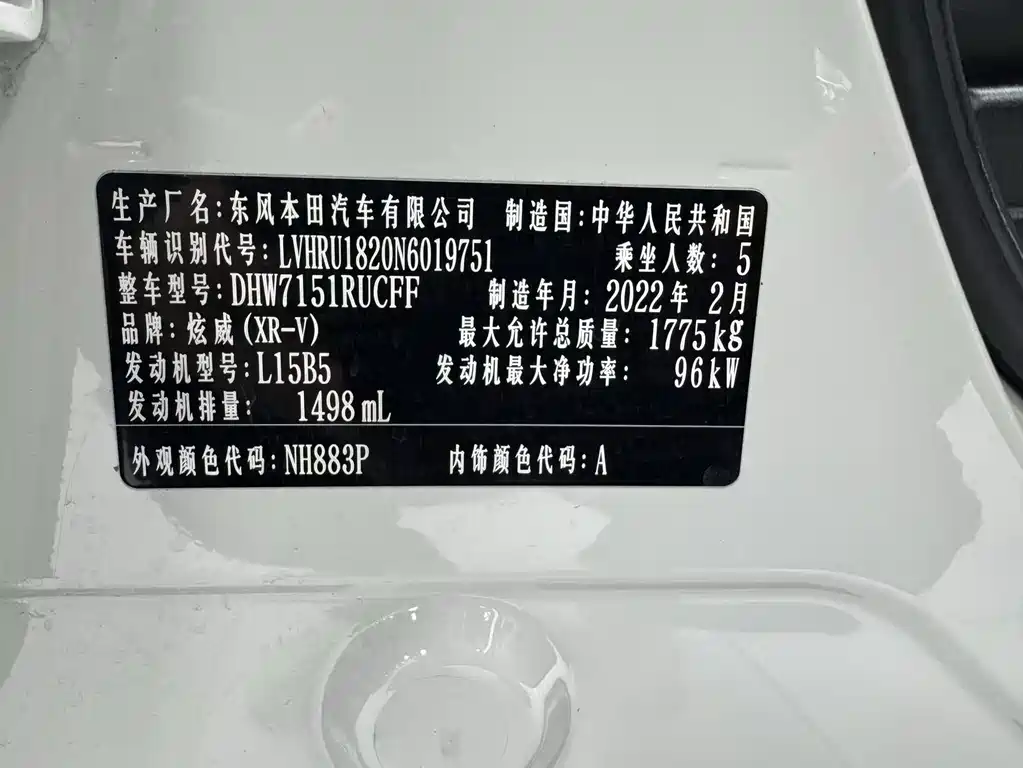 生产厂名:东风本田汽车有限公司 制造国:中华人民共和国
车辆识别代号:LVHRU1820N6019751 乘坐人数:5
整车型号:DHW7151RUCFF 制造年月:2022年2月
品牌:炫威(XR-V) 最大允许总质量:1775kg
发动机型号:L15B5 发动机最大净功率:96kW
发动机排量:1498mL
外观颜色代码:NH883P 内饰颜色代码:A